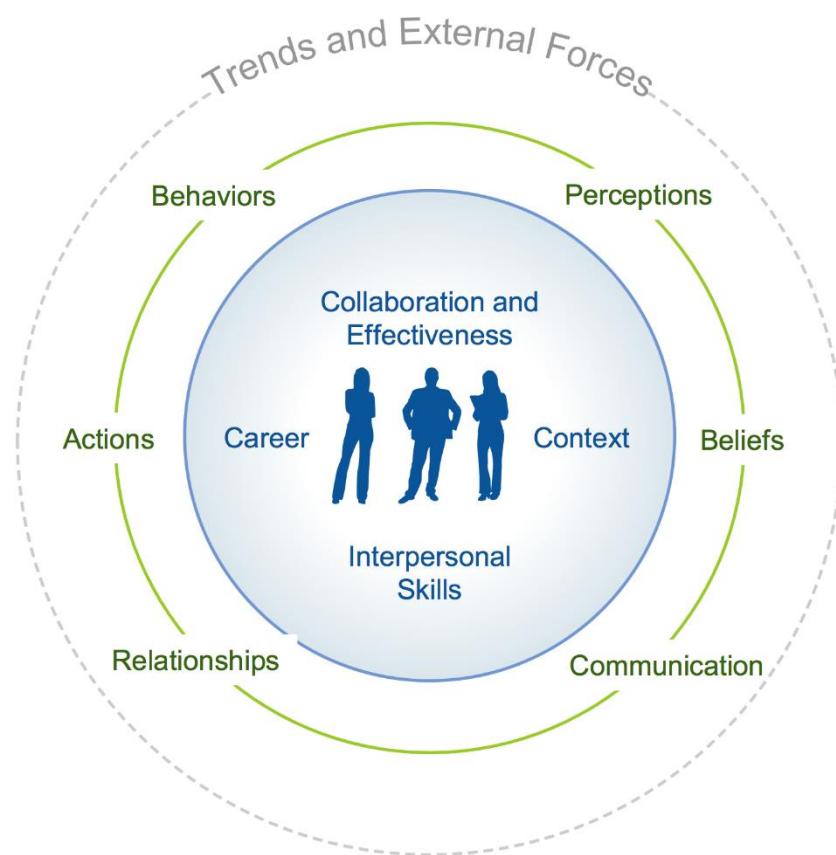 Trends and External Forces
Behaviors
Perceptions
Collaboration and
Effectiveness
Actions
Career
Context
Beliefs
Interpersonal
Skills
Relationships
Communication